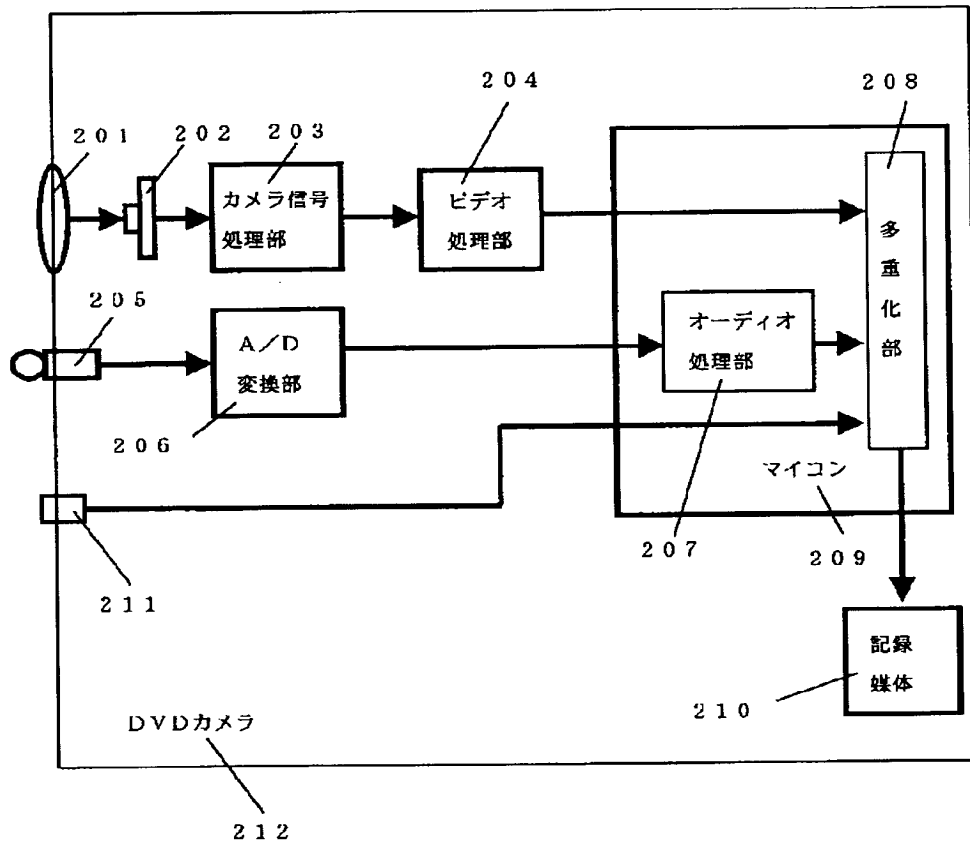 ２０１
２０２
２０３
２０４
２０８
カメラ信号
処理部
ビデオ
処理部
多重化部
２０５
Ａ／Ｄ
変換部
オーディオ
処理部
２０６
マイコン
２０７
２０９
２１１
記録
媒体
２１０
ＤＶＤカメラ
２１２